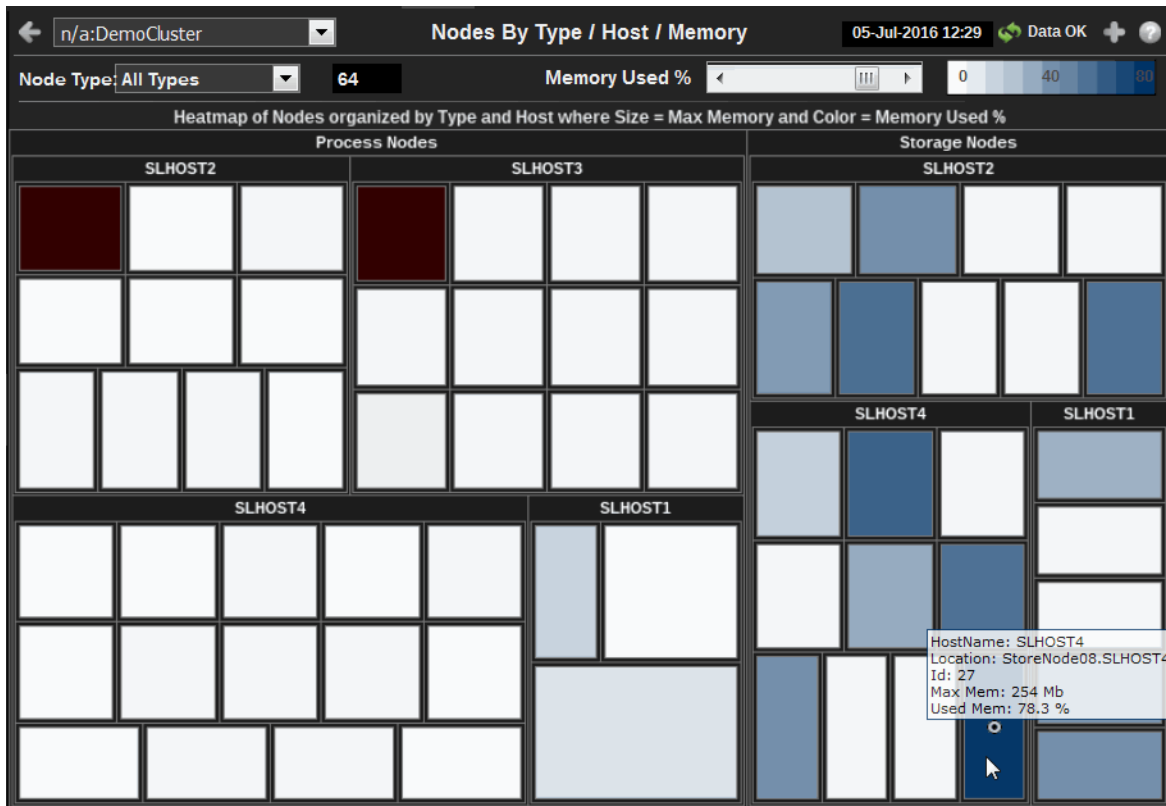 n/a:DemoCluster
Nodes By Type / Host / Memory
05-Jul-2016 12:29
Data OK
?
Node Type: All Types
64
Memory Used %
0 40 80
Heatmap of Nodes organized by Type and Host where Size = Max Memory and Color = Memory Used %
Process Nodes
Storage Nodes
SLHOST2
SLHOST3
SLHOST2
SLHOST4
SLHOST1
SLHOST4
SLHOST1
HostName: SLHOST4
Location: StoreNode08.SLHOST4
Id: 27
Max Mem: 254 Mb
Used Mem: 78.3 %